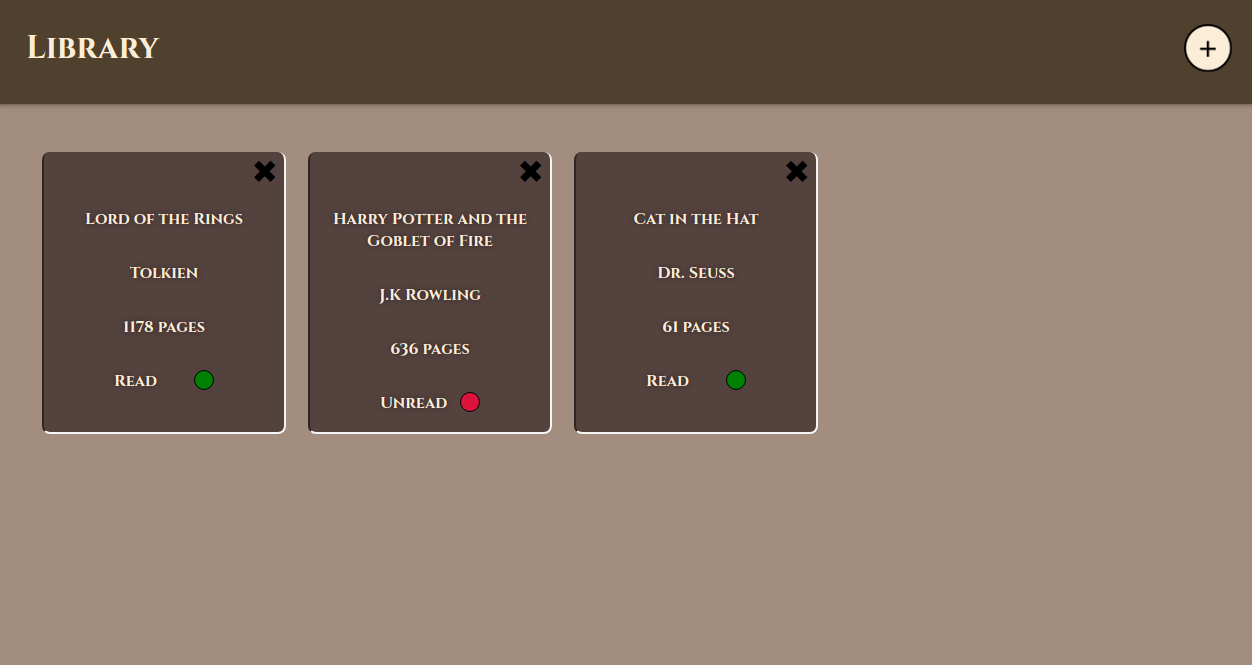 Library
+
Lord of the Rings
Tolkien
1178 pages
Read
Harry Potter and the
Goblet of Fire
J.K Rowling
636 pages
Unread
Cat in the Hat
Dr. Seuss
61 pages
Read